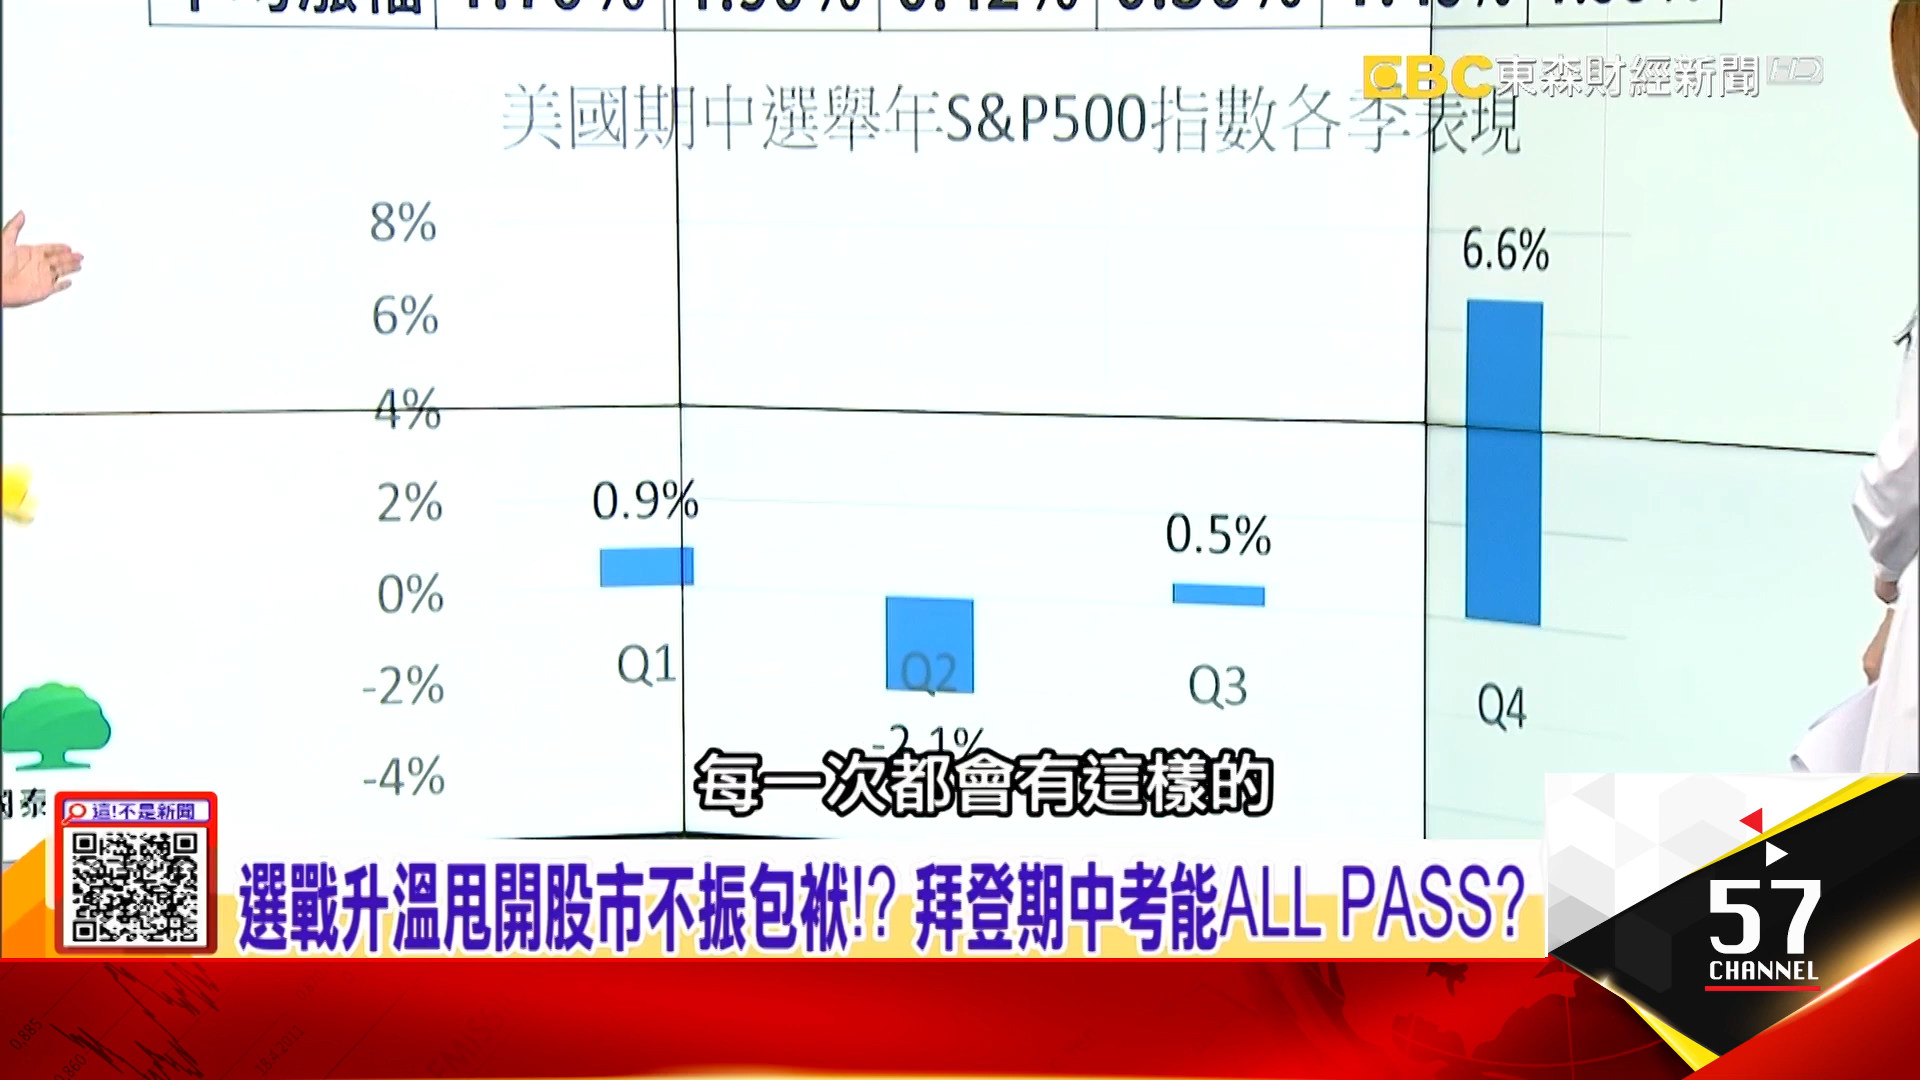 EBC 東森財經新聞 HD
美國期中選舉年S&P500指數各季表現
8%
6%
4%
2%
0%
-2%
-4%
0.9%
-2.1%
0.5%
6.6%
Q1
Q2
Q3
Q4
每一次都會有這樣的
這!不是新聞
選戰升溫甩開股市不振包袱!? 拜登期中考能ALL PASS?
57
CHANNEL